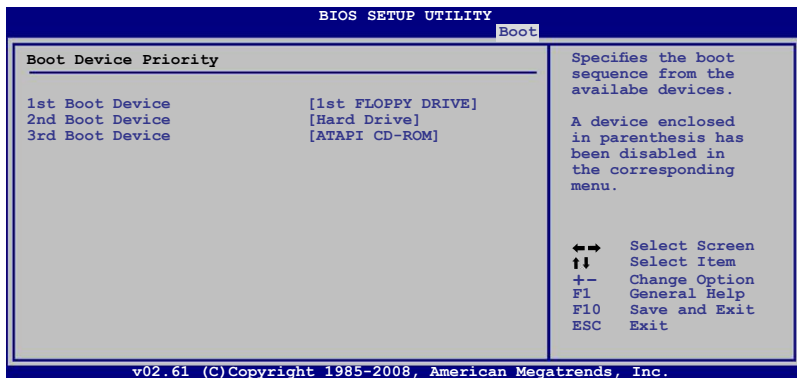 BIOS SETUP UTILITY
Boot
Boot Device Priority
1st Boot Device [1st FLOPPY DRIVE]
2nd Boot Device [Hard Drive]
3rd Boot Device [ATAPI CD-ROM]
Specifies the boot
sequence from the
availabe devices.
A device enclosed
in parenthesis has
been disabled in
the corresponding
menu.
←→ Select Screen
↑↓ Select Item
+- Change Option
F1 General Help
F10 Save and Exit
ESC Exit
v02.61 (C)Copyright 1985-2008, American Megatrends, Inc.